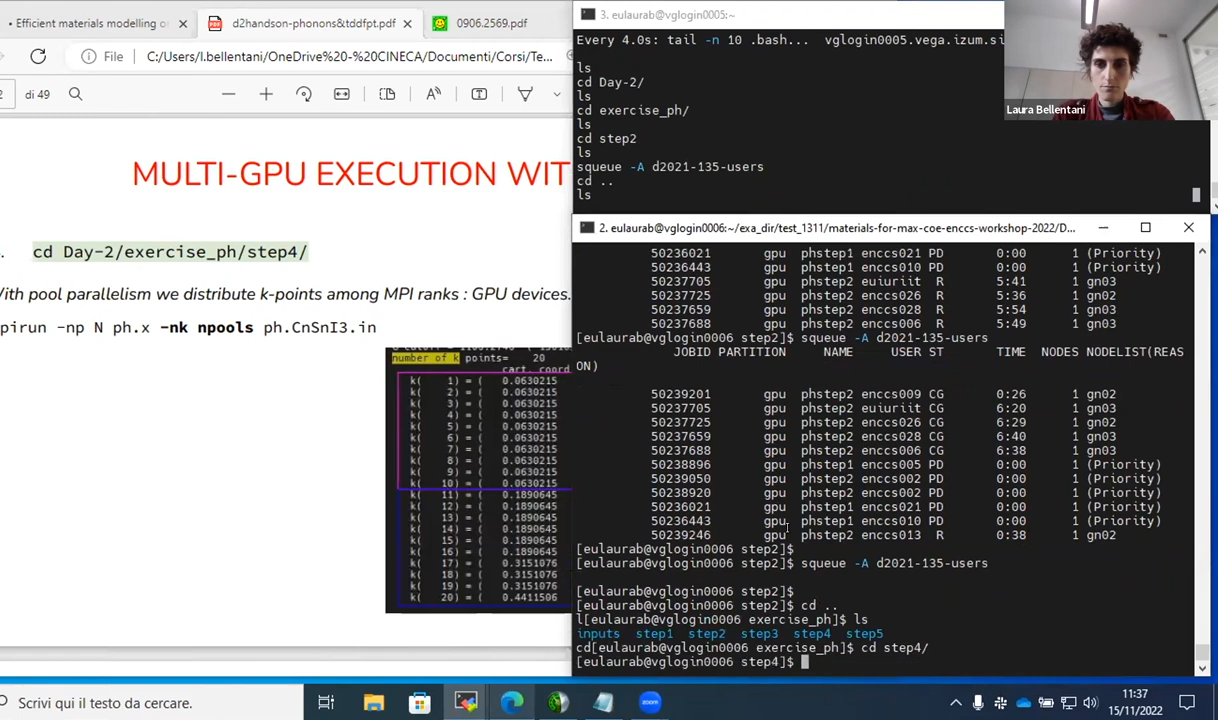 Efficient materials modelling o
d2handson-phonons&tddfpt.pdf
0906.2569.pdf
File
C:/Users/l.bellentani/OneDrive%20-%20CINECA/Documenti/Corsi/Te...
2
di 49
MULTI-GPU EXECUTION WIT
cd Day-2/exercise_ph/step4/
With pool parallelism we distribute k-points among MPI ranks : GPU devices.
pirun -np N ph.x -nk npools ph.CnSnI3.in
number of k points= 20
cart. coord
k( 1) = ( 0.0630215
k( 2) = ( 0.0630215
k( 3) = ( 0.0630215
k( 4) = ( 0.0630215
k( 5) = ( 0.0630215
k( 6) = ( 0.0630215
k( 7) = ( 0.0630215
k( 8) = ( 0.0630215
k( 9) = ( 0.0630215
k( 10) = ( 0.0630215
k( 11) = ( 0.1890645
k( 12) = ( 0.1890645
k( 13) = ( 0.1890645
k( 14) = ( 0.1890645
k( 15) = ( 0.1890645
k( 16) = ( 0.1890645
k( 17) = ( 0.3151076
k( 18) = ( 0.3151076
k( 19) = ( 0.3151076
k( 20) = ( 0.4411506
3. eulaurab@vglogin0005:~
Every 4.0s: tail -n 10 .bash... vglogin0005.vega.izum.si
ls
cd Day-2/
ls
cd exercise_ph/
ls
cd step2
ls
squeue -A d2021-135-users
cd ..
ls
Laura Bellentani
2. eulaurab@vglogin0006:~/exa_dir/test_1311/materials-for-max-coe-enccs-workshop-2022/D...
50236021 gpu phstep1 enccs021 PD 0:00 1 (Priority)
50236443 gpu phstep1 enccs010 PD 0:00 1 (Priority)
50237705 gpu phstep2 euiuriit R 5:41 1 gn03
50237725 gpu phstep2 enccs026 R 5:36 1 gn02
50237659 gpu phstep2 enccs028 R 5:54 1 gn03
50237688 gpu phstep2 enccs006 R 5:49 1 gn03
[eulaurab@vglogin0006 step2]$ squeue -A d2021-135-users
JOBID PARTITION NAME USER ST TIME NODES NODELIST(REAS
ON)
50239201 gpu phstep2 enccs009 CG 0:26 1 gn02
50237705 gpu phstep2 euiuriit CG 6:20 1 gn03
50237725 gpu phstep2 enccs026 CG 6:29 1 gn02
50237659 gpu phstep2 enccs028 CG 6:40 1 gn03
50237688 gpu phstep2 enccs006 CG 6:38 1 gn03
50238896 gpu phstep1 enccs005 PD 0:00 1 (Priority)
50239050 gpu phstep2 enccs002 PD 0:00 1 (Priority)
50238920 gpu phstep2 enccs002 PD 0:00 1 (Priority)
50236021 gpu phstep1 enccs021 PD 0:00 1 (Priority)
50236443 gpu phstep1 enccs010 PD 0:00 1 (Priority)
50239246 gpu phstep2 enccs013 R 0:38 1 gn02
[eulaurab@vglogin0006 step2]$
[eulaurab@vglogin0006 step2]$ squeue -A d2021-135-users
[eulaurab@vglogin0006 step2]$
[eulaurab@vglogin0006 step2]$ cd ..
l[eulaurab@vglogin0006 exercise_ph]$ ls
inputs step1 step2 step3 step4 step5
cd[eulaurab@vglogin0006 exercise_ph]$ cd step4/
[eulaurab@vglogin0006 step4]$
Scrivi qui il testo da cercare.
zoom
11:37
15/11/2022